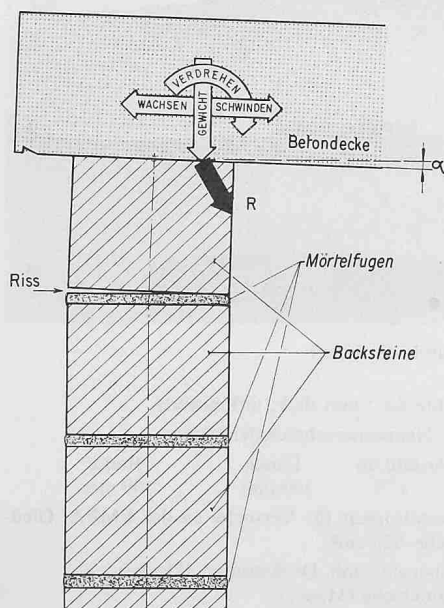 VERDREHEN
WACHSEN
SCHWINDEN
GEWICHT
Betondecke
α
R
Mörtelfugen
Riss
Backsteine